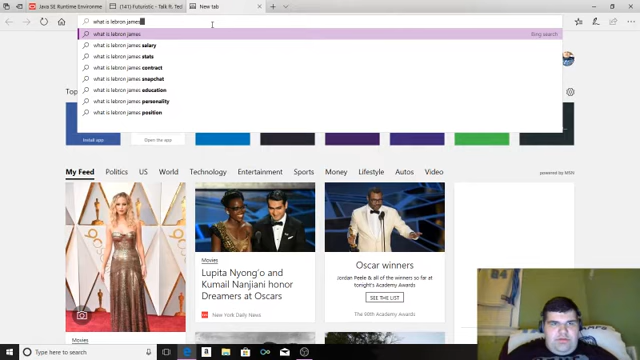 Java SE Runtime Environme
(141) Futuristic - Talk ft. Tecl
New tab
what is lebron james
what is lebron james
Bing search
what is lebron james salary
what is lebron james stats
what is lebron james contract
what is lebron james snapchat
what is lebron james education
what is lebron james personality
what is lebron james position
Top
Install app
Open the app
My Feed
Politics
US
World
Technology
Entertainment
Sports
Money
Lifestyle
Autos
Video
powered by MSN
Movies
Lupita Nyong'o and
Kumail Nanjiani honor
Dreamers at Oscars
New York Daily News
Oscar winners
Jordan Peele & all of the winners so far at
tonight's Academy Awards
SEE THE LIST
The 90th Academy Awards
Movies
Type here to search